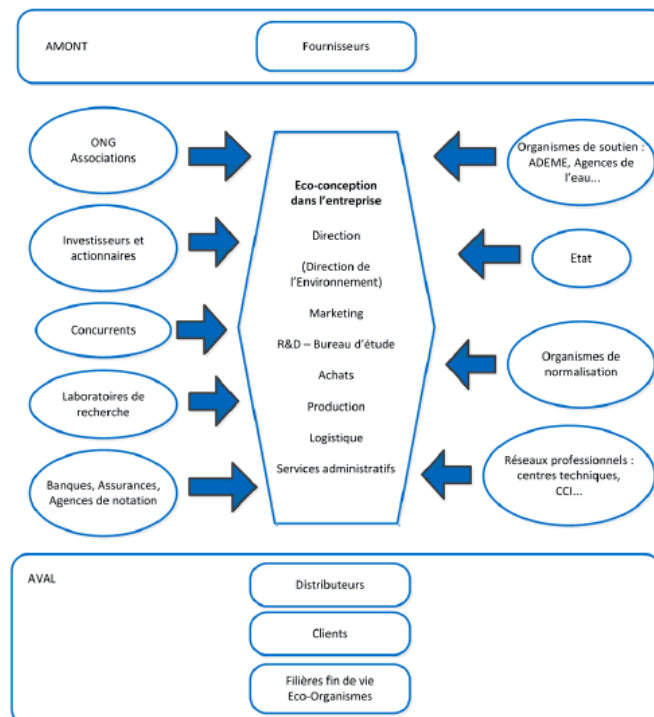 AMONT
Fournisseurs
ONG
Associations
Investisseurs et
actionnaires
Concurrents
Laboratoires de
recherche
Banques, Assurances,
Agences de notation
Eco-conception
dans l'entreprise
Direction
(Direction de
l'Environnement)
Marketing
R&D – Bureau d'étude
Achats
Production
Logistique
Services administratifs
Organismes de soutien :
ADEME, Agences de
l'eau...
Etat
Organismes de
normalisation
Réseaux professionnels :
centres techniques,
CCI...
AVAL
Distributeurs
Clients
Filières fin de vie
Eco-Organismes